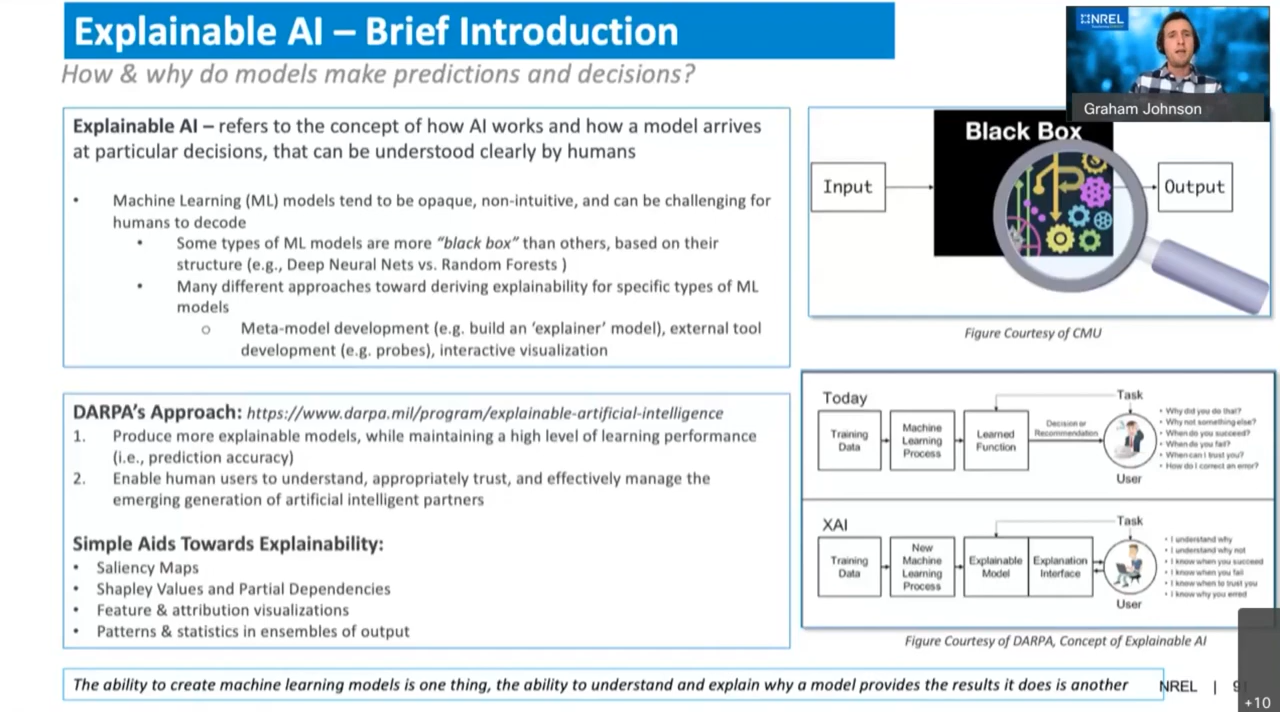 Explainable AI – Brief Introduction
How & why do models make predictions and decisions?
NREL
Graham Johnson
Explainable AI – refers to the concept of how AI works and how a model arrives
at particular decisions, that can be understood clearly by humans
• Machine Learning (ML) models tend to be opaque, non-intuitive, and can be challenging for
humans to decode
• Some types of ML models are more "black box" than others, based on their
structure (e.g., Deep Neural Nets vs. Random Forests )
• Many different approaches toward deriving explainability for specific types of ML
models
o Meta-model development (e.g. build an 'explainer' model), external tool
development (e.g. probes), interactive visualization
Black Box
Input
Output
Figure Courtesy of CMU
DARPA's Approach: https://www.darpa.mil/program/explainable-artificial-intelligence
1. Produce more explainable models, while maintaining a high level of learning performance
(i.e., prediction accuracy)
2. Enable human users to understand, appropriately trust, and effectively manage the
emerging generation of artificial intelligent partners
Simple Aids Towards Explainability:
• Saliency Maps
• Shapley Values and Partial Dependencies
• Feature & attribution visualizations
• Patterns & statistics in ensembles of output
Today
Training
Data
Machine
Learning
Process
Learned
Function
Decision or
Recommendation
Task
User
• Why did you do that?
• Why not something else?
• When do you succeed?
• When do you fail?
• When can I trust you?
• How do I correct an error?
XAI
Training
Data
New
Machine
Learning
Process
Explainable
Model
Explanation
Interface
Task
User
• I understand why
• I understand why not
• I know when you succeed
• I know when you fail
• I know when to trust you
• I know why you erred
Figure Courtesy of DARPA, Concept of Explainable AI
The ability to create machine learning models is one thing, the ability to understand and explain why a model provides the results it does is another
NREL | 9
+10